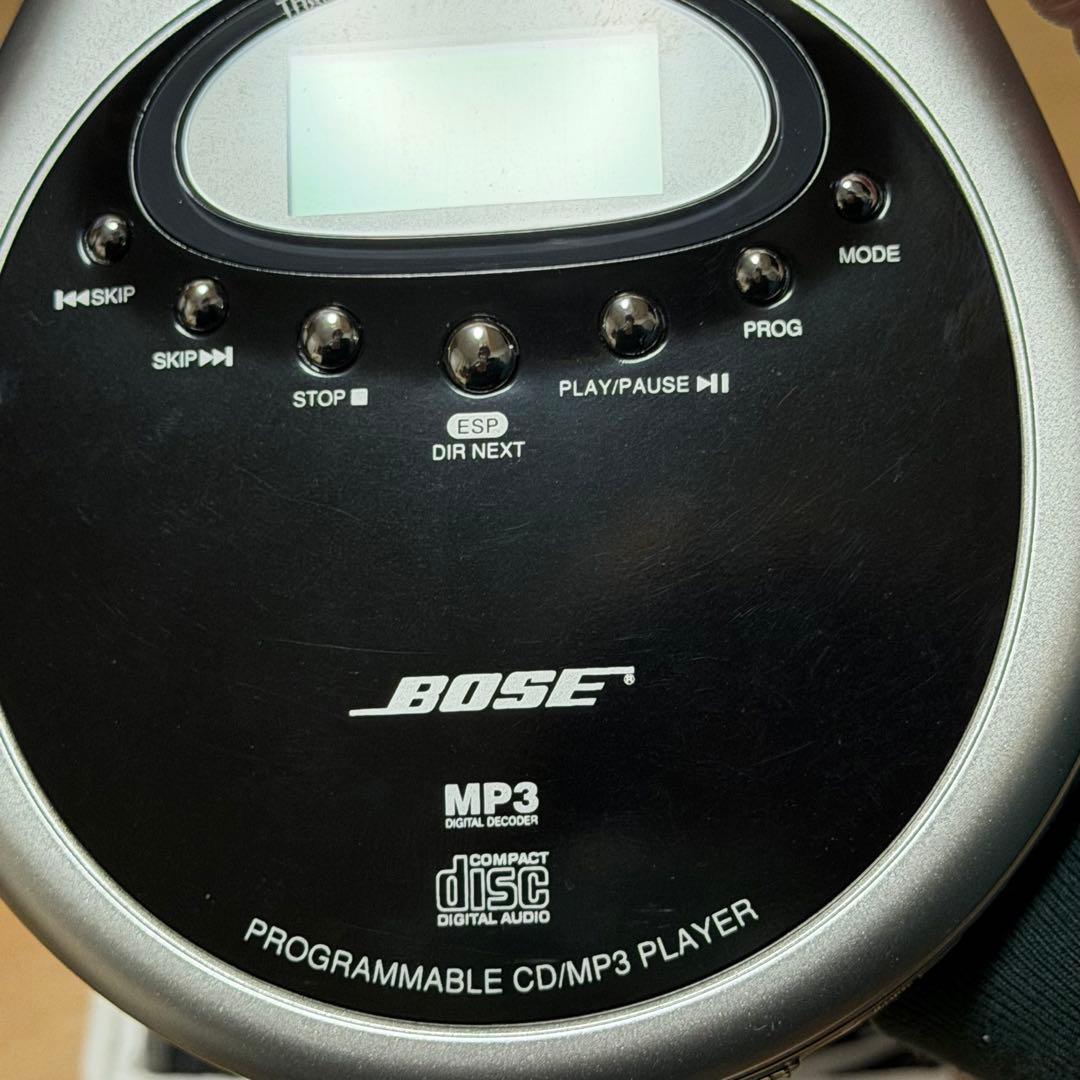 SKIP
SKIP
STOP
ESP
DIR NEXT
PLAY/PAUSE
PROG
MODE
BOSE®
MP3
DIGITAL DECODER
COMPACT
disc
DIGITAL AUDIO
PROGRAMMABLE CD/MP3 PLAYER